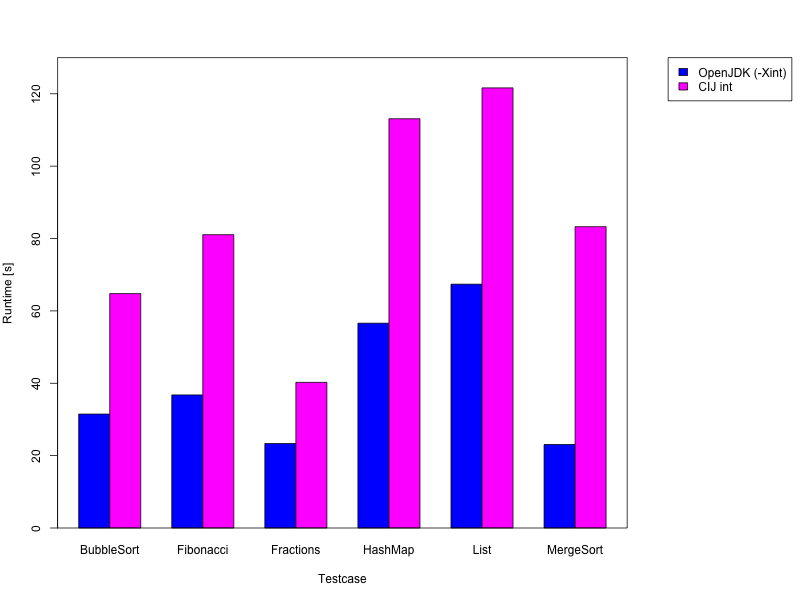 OpenJDK (-Xint)
CIJ int
Runtime [s]
120
100
80
60
40
20
0
BubbleSort Fibonacci Fractions HashMap List MergeSort
Testcase